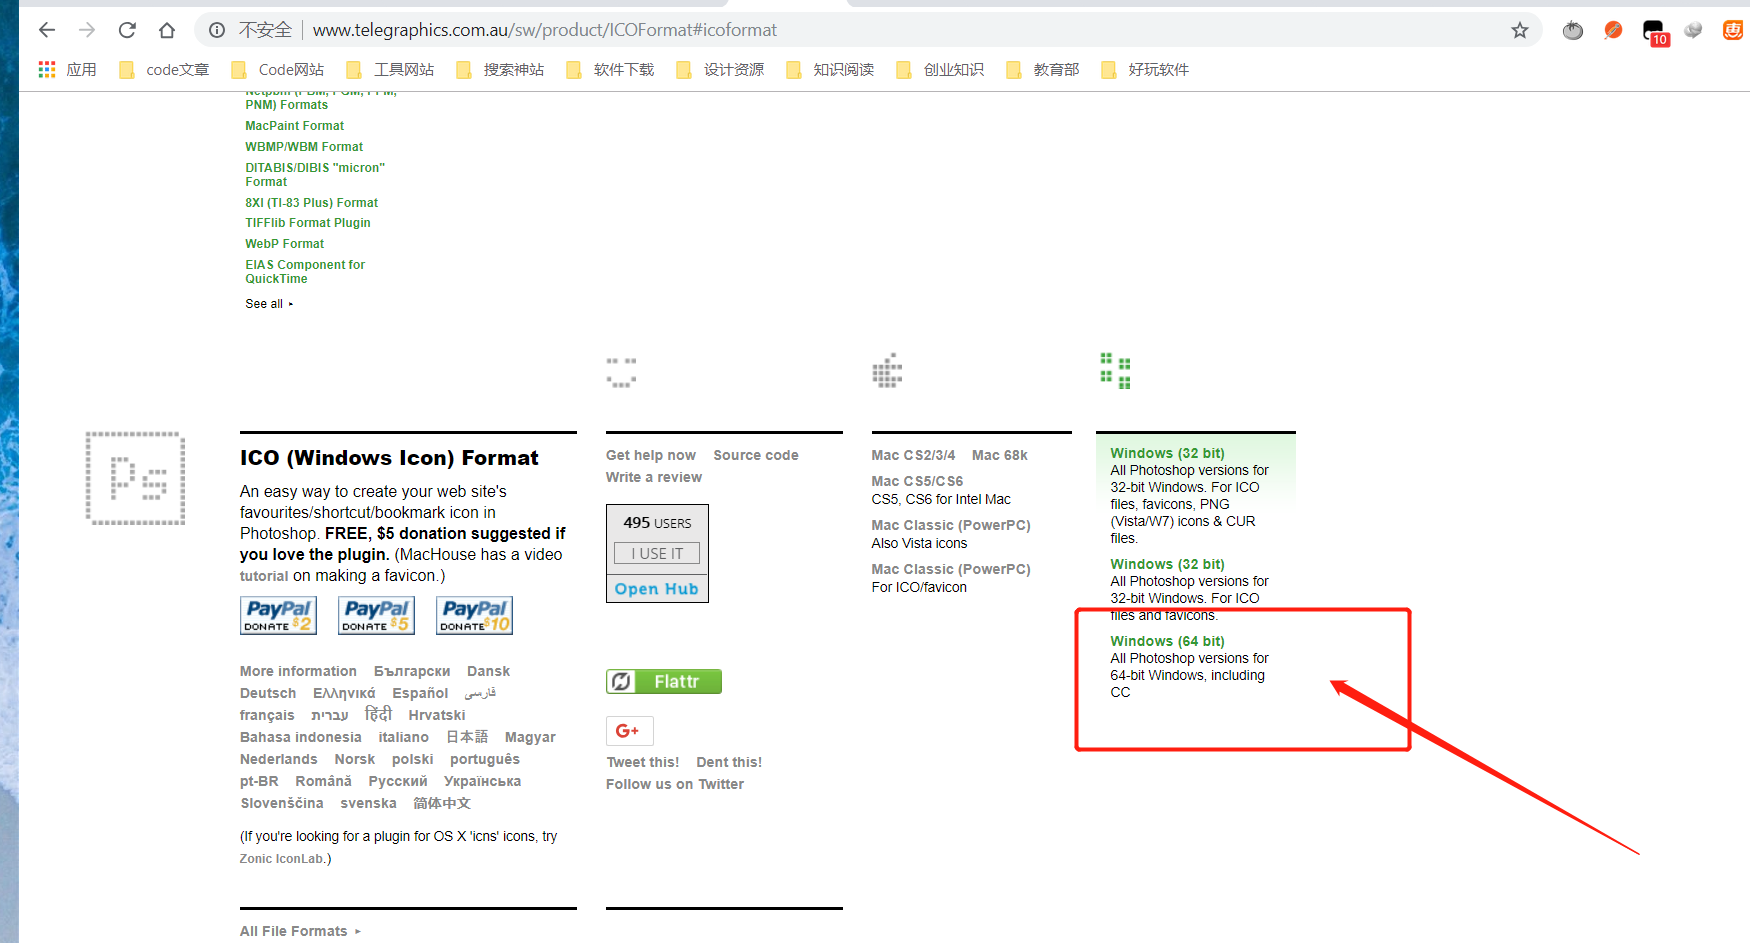 不安全 www.telegraphics.com.au/sw/product/ICOFormat#icoformat
10
惠
应用 code文章 Code网站 工具网站 搜索神站 软件下载 设计资源 知识阅读 创业知识 教育部 好玩软件
Netpbm (PBM, PGM, PPM,
PNM) Formats
MacPaint Format
WBMP/WBM Format
DITABIS/DIBIS "micron"
Format
8XI (TI-83 Plus) Format
TIFFlib Format Plugin
WebP Format
EIAS Component for
QuickTime
See all ▸
Ps
ICO (Windows Icon) Format
An easy way to create your web site's
favourites/shortcut/bookmark icon in
Photoshop. FREE, $5 donation suggested if
you love the plugin. (MacHouse has a video
tutorial on making a favicon.)
PayPal DONATE $2 PayPal DONATE $5 PayPal DONATE $10
More information Български Dansk
Deutsch Ελληνικά Español فارسی
français עברית हिंदी Hrvatski
Bahasa indonesia italiano 日本語 Magyar
Nederlands Norsk polski português
pt-BR Română Русский Українська
Slovenščina svenska 简体中文
(If you're looking for a plugin for OS X 'icns' icons, try
Zonic IconLab.)
All File Formats ▸
Get help now Source code
Write a review
495 USERS
I USE IT
Open Hub
Flattr
G+
Tweet this! Dent this!
Follow us on Twitter
Mac CS2/3/4 Mac 68k
Mac CS5/CS6
CS5, CS6 for Intel Mac
Mac Classic (PowerPC)
Also Vista icons
Mac Classic (PowerPC)
For ICO/favicon
Windows (32 bit)
All Photoshop versions for
32-bit Windows. For ICO
files, favicons, PNG
(Vista/W7) icons & CUR
files.
Windows (32 bit)
All Photoshop versions for
32-bit Windows. For ICO
files and favicons.
Windows (64 bit)
All Photoshop versions for
64-bit Windows, including
CC